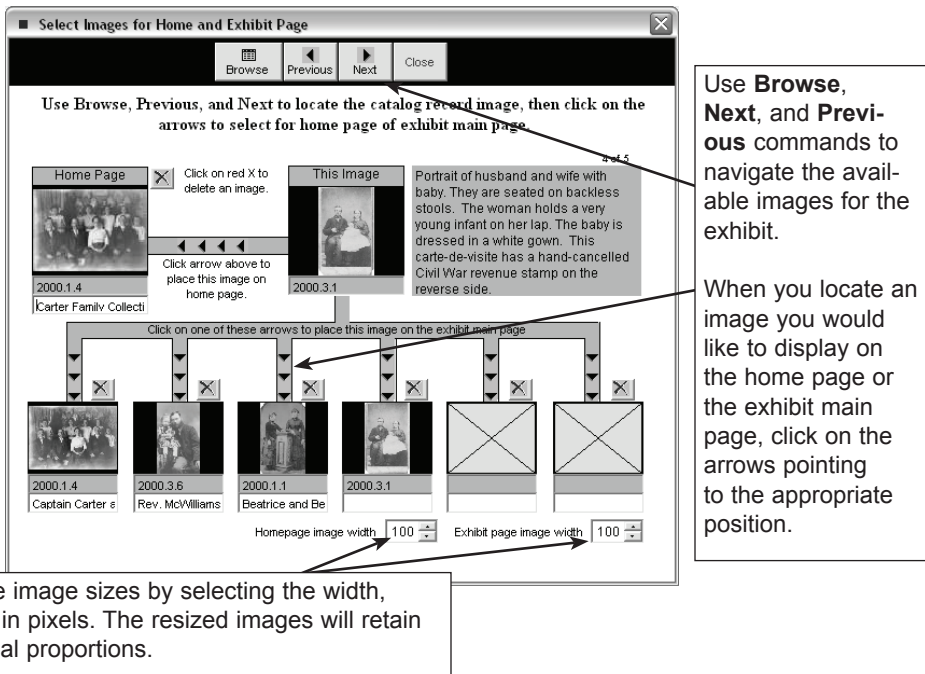 Select Images for Home and Exhibit Page
Browse
Previous
Next
Close
Use Browse, Previous, and Next to locate the catalog record image, then click on the
arrows to select for home page of exhibit main page.
4 of 5
Home Page
Click on red X to
delete an image.
This Image
Portrait of husband and wife with
baby. They are seated on backless
stools. The woman holds a very
young infant on her lap. The baby is
dressed in a white gown. This
carte-de-visite has a hand-cancelled
Civil War revenue stamp on the
reverse side.
Click arrow above to
place this image on
home page.
2000.1.4
Carter Family Collecti
2000.3.1
Click on one of these arrows to place this image on the exhibit main page
2000.1.4
Captain Carter a
2000.3.6
Rev. McWilliams
2000.1.1
Beatrice and Be
2000.3.1
Homepage image width 100
Exhibit page image width 100
Use Browse,
Next, and Previ-
ous commands to
navigate the avail-
able images for the
exhibit.
When you locate an
image you would
like to display on
the home page or
the exhibit main
page, click on the
arrows pointing
to the appropriate
position.
e image sizes by selecting the width,
in pixels. The resized images will retain
al proportions.